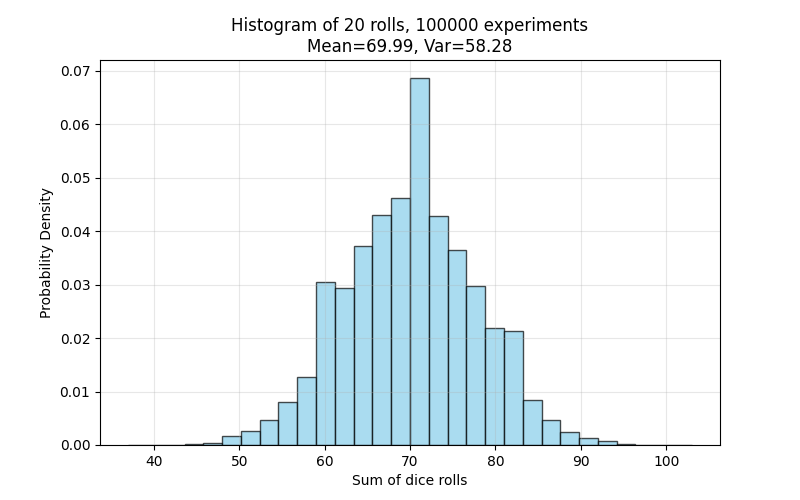 Histogram of 20 rolls, 100000 experiments
Mean=69.99, Var=58.28
0.07
0.06
0.05
0.04
0.03
0.02
0.01
0.00
Probability Density
40 50 60 70 80 90 100
Sum of dice rolls